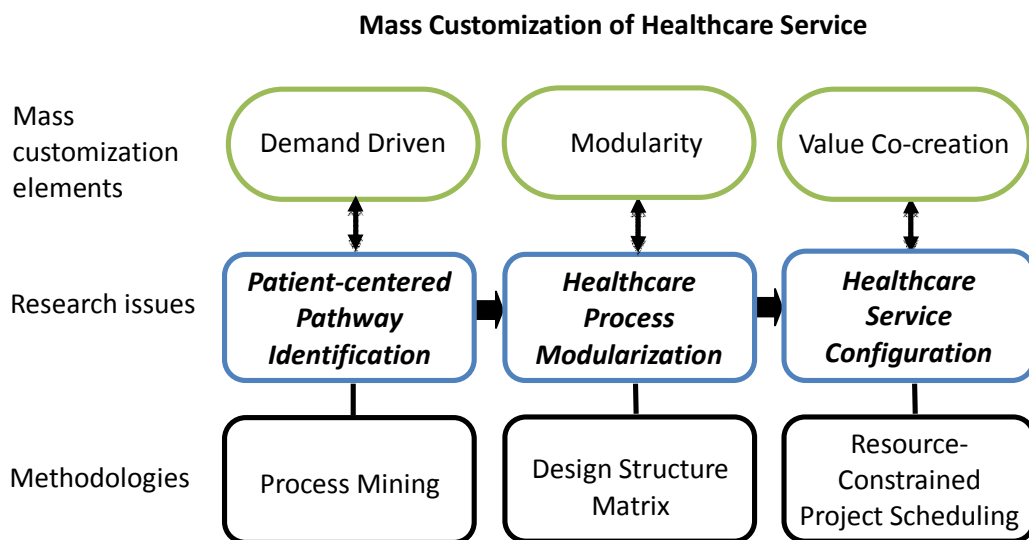 Mass Customization of Healthcare Service
Mass
customization
elements
Demand Driven
Modularity
Value Co-creation
Research issues
Patient-centered
Pathway
Identification
Healthcare
Process
Modularization
Healthcare
Service
Configuration
Methodologies
Process Mining
Design Structure
Matrix
Resource-
Constrained
Project Scheduling